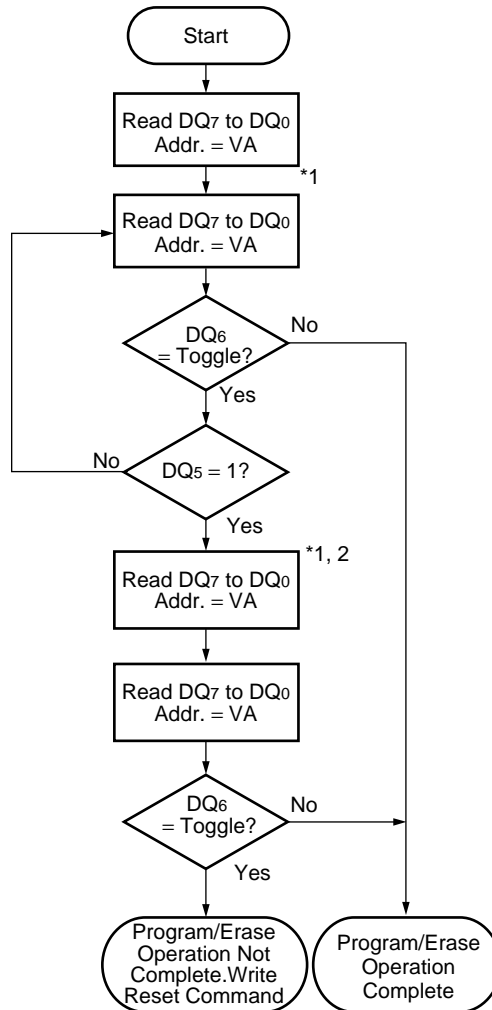 Start
Read DQ7 to DQ0
Addr. = VA
*1
Read DQ7 to DQ0
Addr. = VA
DQ6
= Toggle?
No
Yes
No
DQ5 = 1?
Yes
*1, 2
Read DQ7 to DQ0
Addr. = VA
Read DQ7 to DQ0
Addr. = VA
DQ6
= Toggle?
No
Yes
Program/Erase
Operation Not
Complete.Write
Reset Command
Program/Erase
Operation
Complete